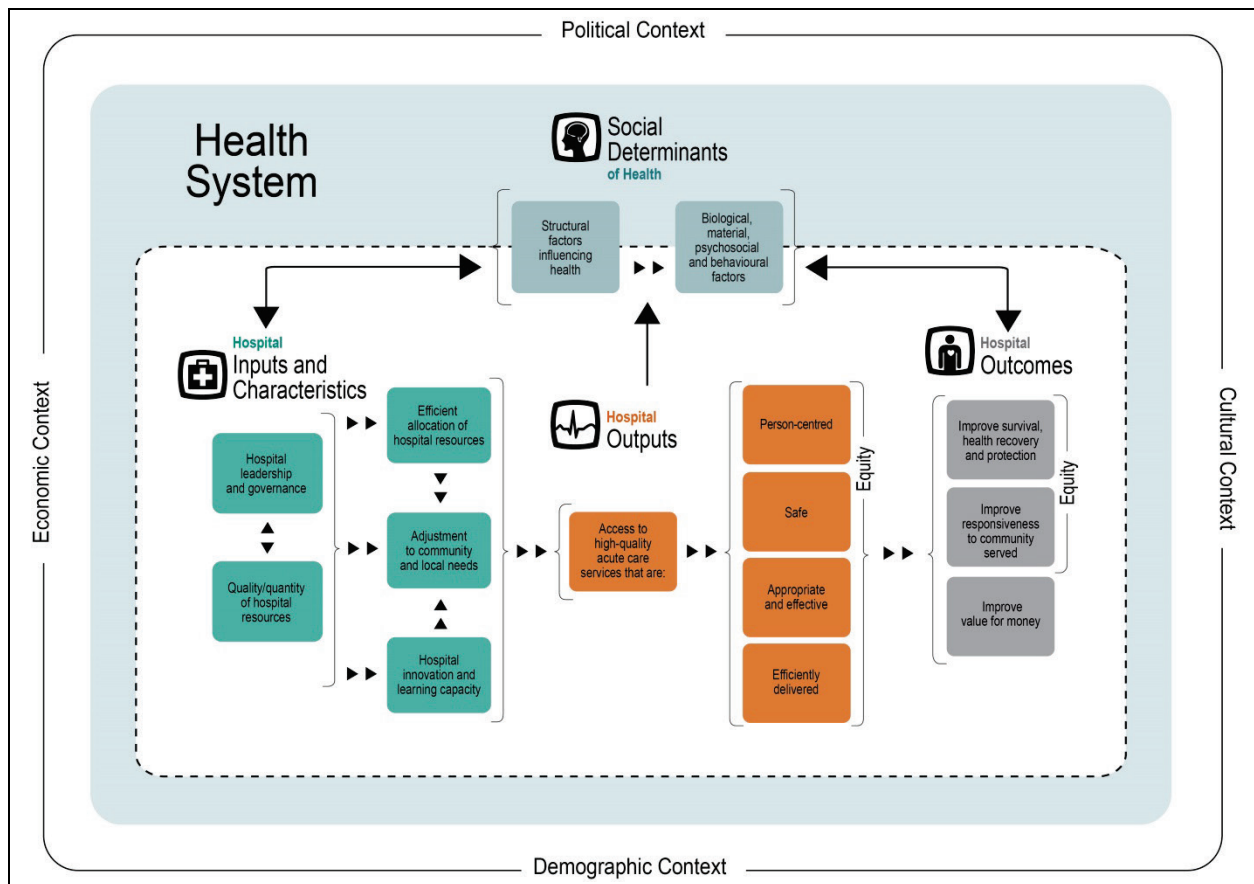 Political Context
Health
System
Social
Determinants
of Health
Structural
factors
influencing
health
Biological,
material,
psychosocial
and behavioural
factors
Hospital
Inputs and
Characteristics
Hospital
leadership
and governance
Quality/quantity
of hospital
resources
Efficient
allocation of
hospital resources
Adjustment
to community
and local needs
Hospital
innovation and
learning capacity
Hospital
Outputs
Access to
high-quality
acute care
services that are:
Person-centred
Safe
Appropriate
and effective
Efficiently
delivered
Equity
Hospital
Outcomes
Improve survival,
health recovery
and protection
Improve
responsiveness
to community
served
Improve
value for money
Equity
Economic Context
Cultural Context
Demographic Context